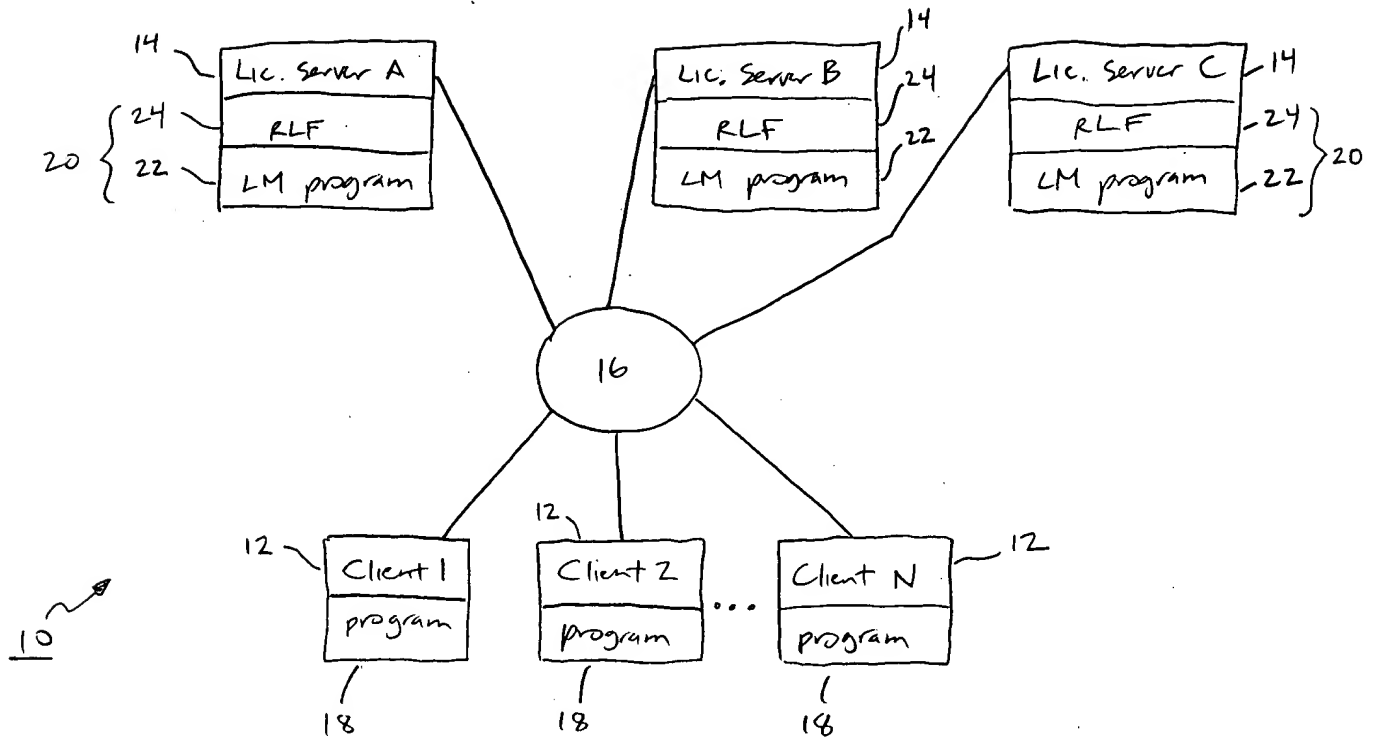 14 Lic. Server A
24 RLF
20 22 LM program
Lic. Server B 14
RLF 24
LM program 22
Lic. Server C 14
RLF 24
LM program 22 20
16
12 Client 1
program
18
12
Client 2
program
18
...
Client N 12
program
18
10